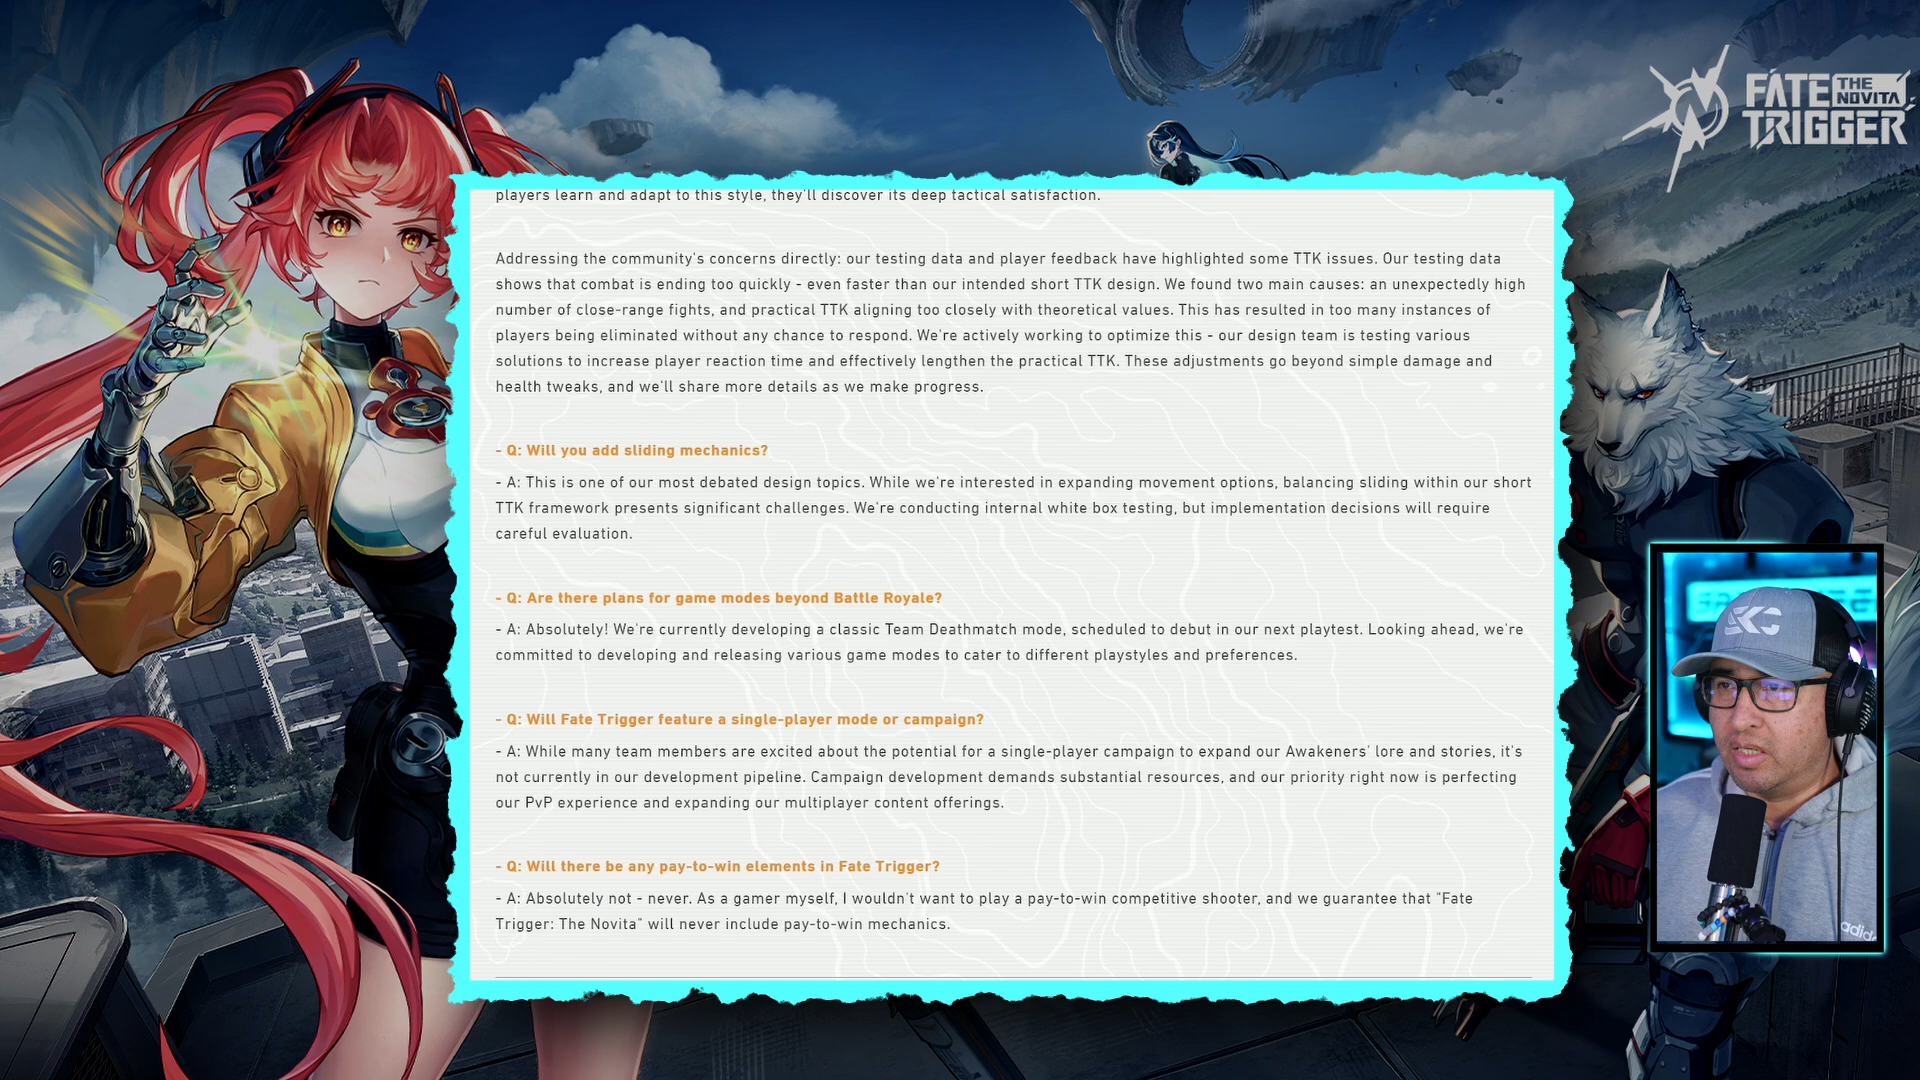 FATE THE
NOVITA
TRIGGER
players learn and adapt to this style, they'll discover its deep tactical satisfaction.
Addressing the community's concerns directly: our testing data and player feedback have highlighted some TTK issues. Our testing data
shows that combat is ending too quickly - even faster than our intended short TTK design. We found two main causes: an unexpectedly high
number of close-range fights, and practical TTK aligning too closely with theoretical values. This has resulted in too many instances of
players being eliminated without any chance to respond. We're actively working to optimize this - our design team is testing various
solutions to increase player reaction time and effectively lengthen the practical TTK. These adjustments go beyond simple damage and
health tweaks, and we'll share more details as we make progress.
- Q: Will you add sliding mechanics?
- A: This is one of our most debated design topics. While we're interested in expanding movement options, balancing sliding within our short
TTK framework presents significant challenges. We're conducting internal white box testing, but implementation decisions will require
careful evaluation.
- Q: Are there plans for game modes beyond Battle Royale?
- A: Absolutely! We're currently developing a classic Team Deathmatch mode, scheduled to debut in our next playtest. Looking ahead, we're
committed to developing and releasing various game modes to cater to different playstyles and preferences.
- Q: Will Fate Trigger feature a single-player mode or campaign?
- A: While many team members are excited about the potential for a single-player campaign to expand our Awakeners' lore and stories, it's
not currently in our development pipeline. Campaign development demands substantial resources, and our priority right now is perfecting
our PvP experience and expanding our multiplayer content offerings.
- Q: Will there be any pay-to-win elements in Fate Trigger?
- A: Absolutely not - never. As a gamer myself, I wouldn't want to play a pay-to-win competitive shooter, and we guarantee that "Fate
Trigger: The Novita" will never include pay-to-win mechanics.
SKC
adidas